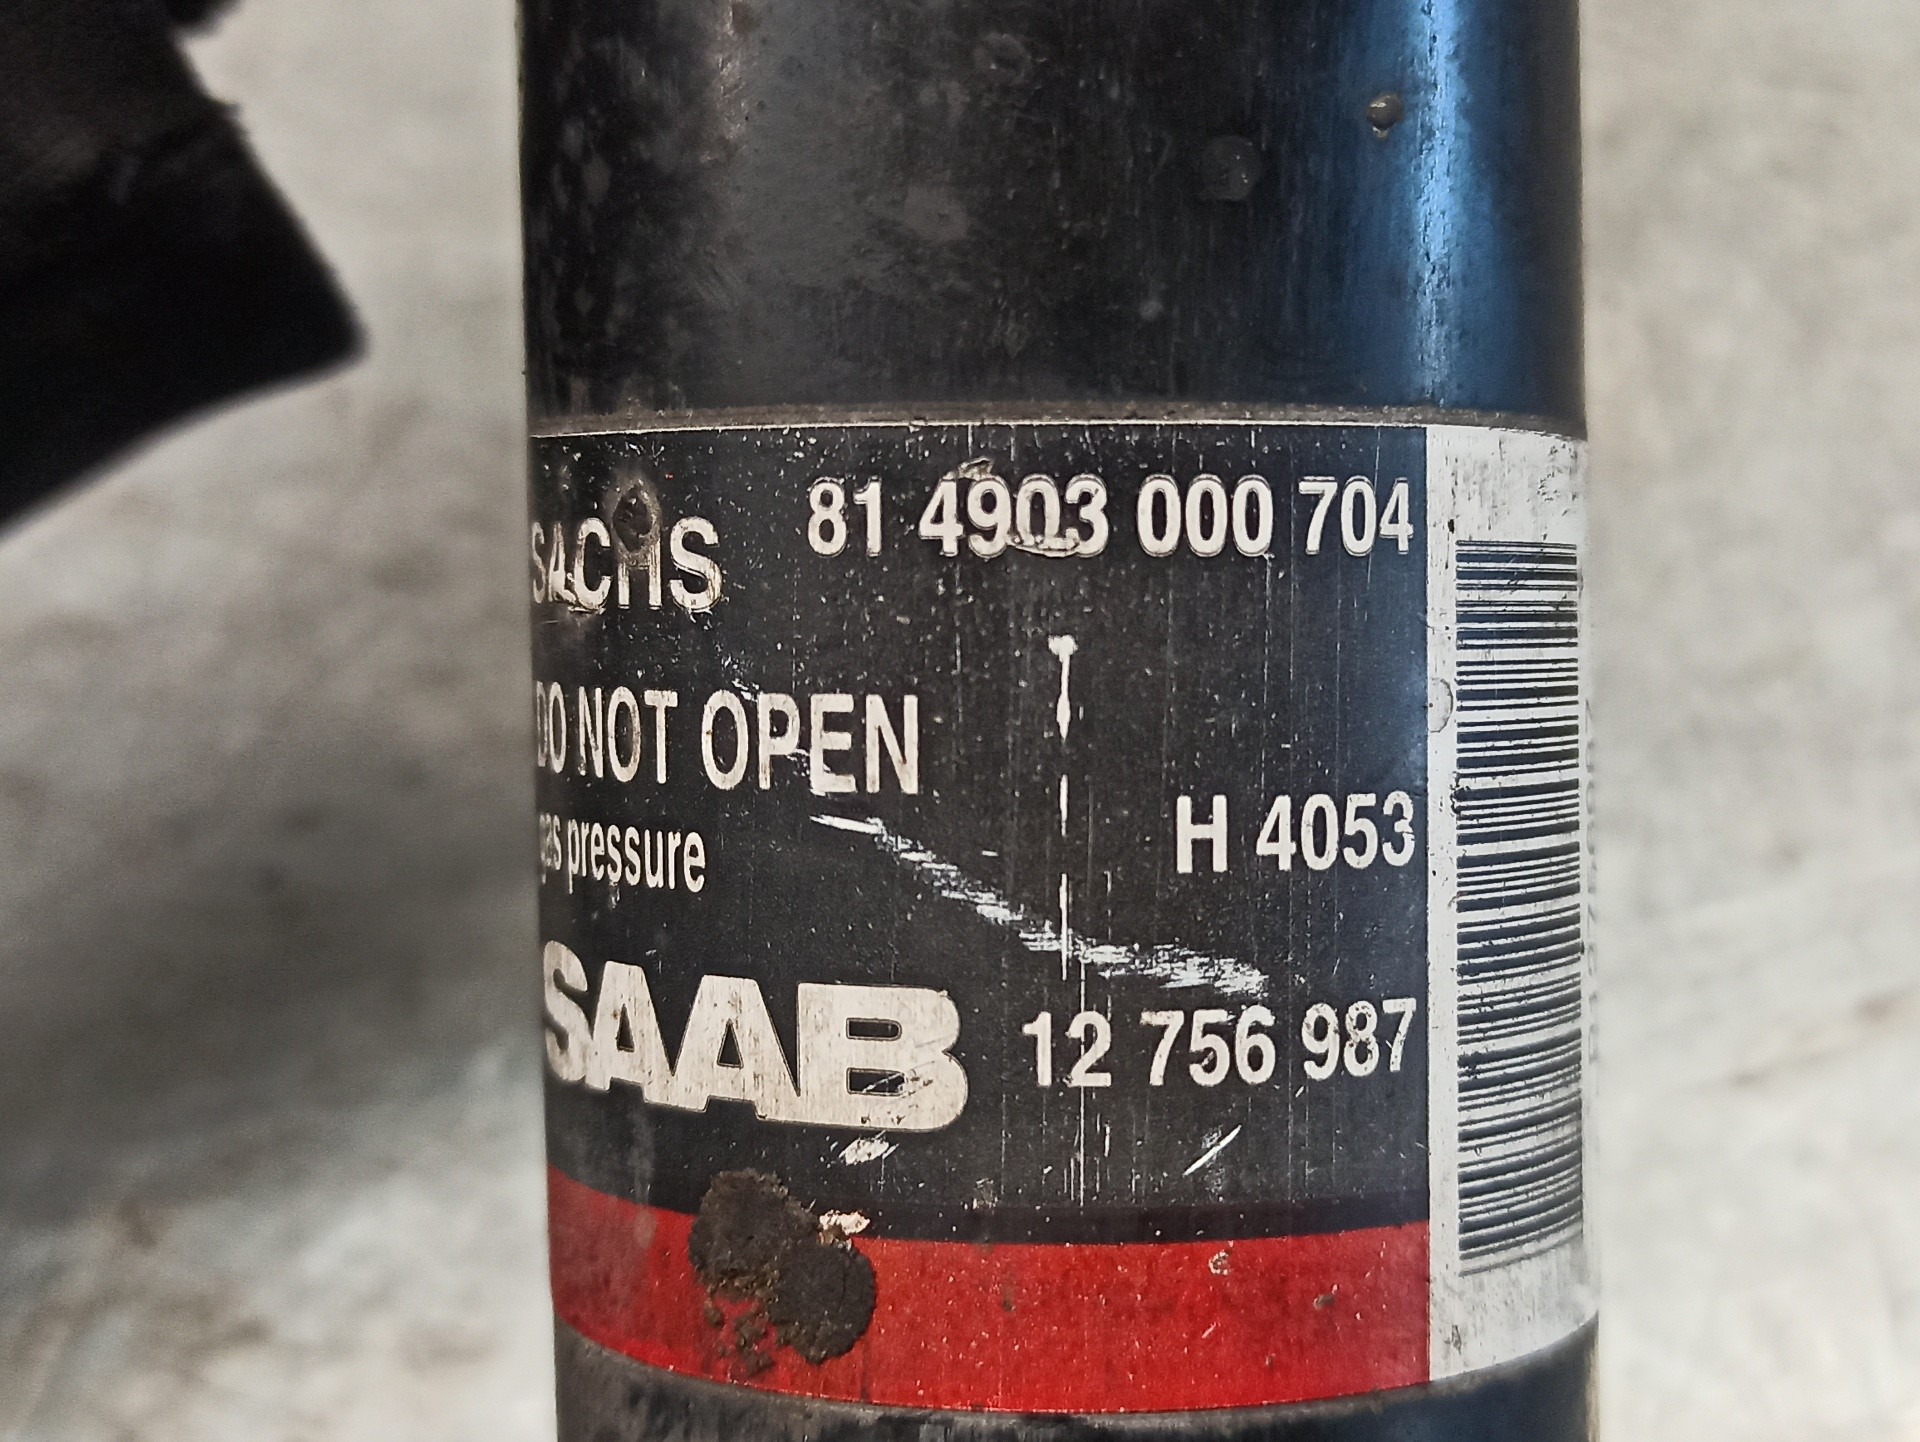 SACHS 81 4903 000 704
DO NOT OPEN
gas pressure H 4053
SAAB 12 756 987